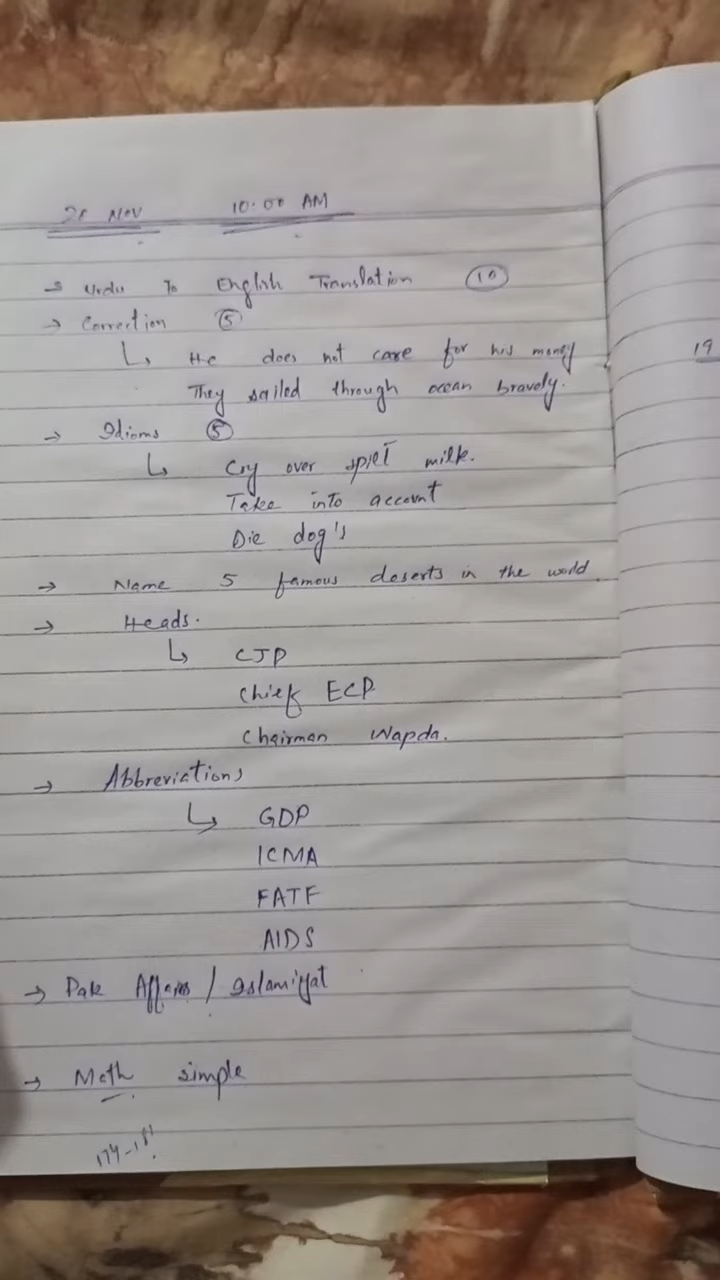 21 Nov 10:00 AM
→ Urdu To English Translation 10
→ Correction 5
↳ He does not care for his money
19
They sailed through ocean bravely.
→ Idioms 5
↳ Cry over spilt milk.
Take into account
Die dog's
→ Name 5 famous deserts in the world.
→ Heads.
↳ CJP
Chief ECP
Chairman Wapda.
→ Abbreviations
↳ GDP
ICMA
FATF
AIDS
→ Pak Affairs / Islamiyat
→ Math simple
174-181